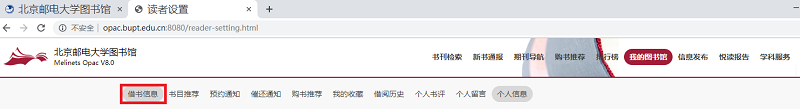 北京邮电大学图书馆 × 读者设置 ×
不安全 | opac.bupt.edu.cn:8080/reader-setting.html
北京邮电大学图书馆
Melinets Opac V8.0
书刊检索 新书通报 期刊导航 购书推荐 排行榜 我的图书馆 信息发布 悦读报告 学科服务
借书信息 书目推荐 预约通知 催还通知 购书推荐 我的收藏 借阅历史 个人书评 个人留言 个人信息